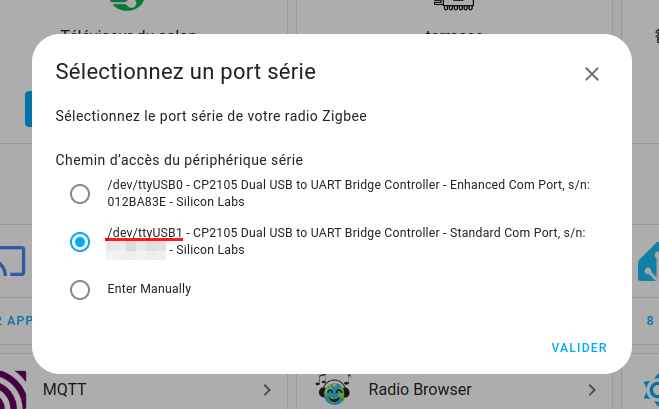 Téléviseur du salon
terrasse
Sélectionnez un port série
Sélectionnez le port série de votre radio Zigbee
Chemin d'accès du périphérique série
/dev/ttyUSB0 - CP2105 Dual USB to UART Bridge Controller - Enhanced Com Port, s/n:
012BA83E - Silicon Labs
/dev/ttyUSB1 - CP2105 Dual USB to UART Bridge Controller - Standard Com Port, s/n:
- Silicon Labs
Enter Manually
2 APP
8
VALIDER
MQTT
Radio Browser